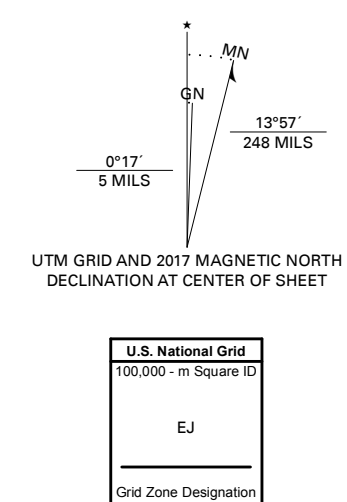 ★
MN
GN
13°57´
248 MILS
0°17´
5 MILS
UTM GRID AND 2017 MAGNETIC NORTH
DECLINATION AT CENTER OF SHEET
U.S. National Grid
100,000 - m Square ID
EJ
Grid Zone Designation